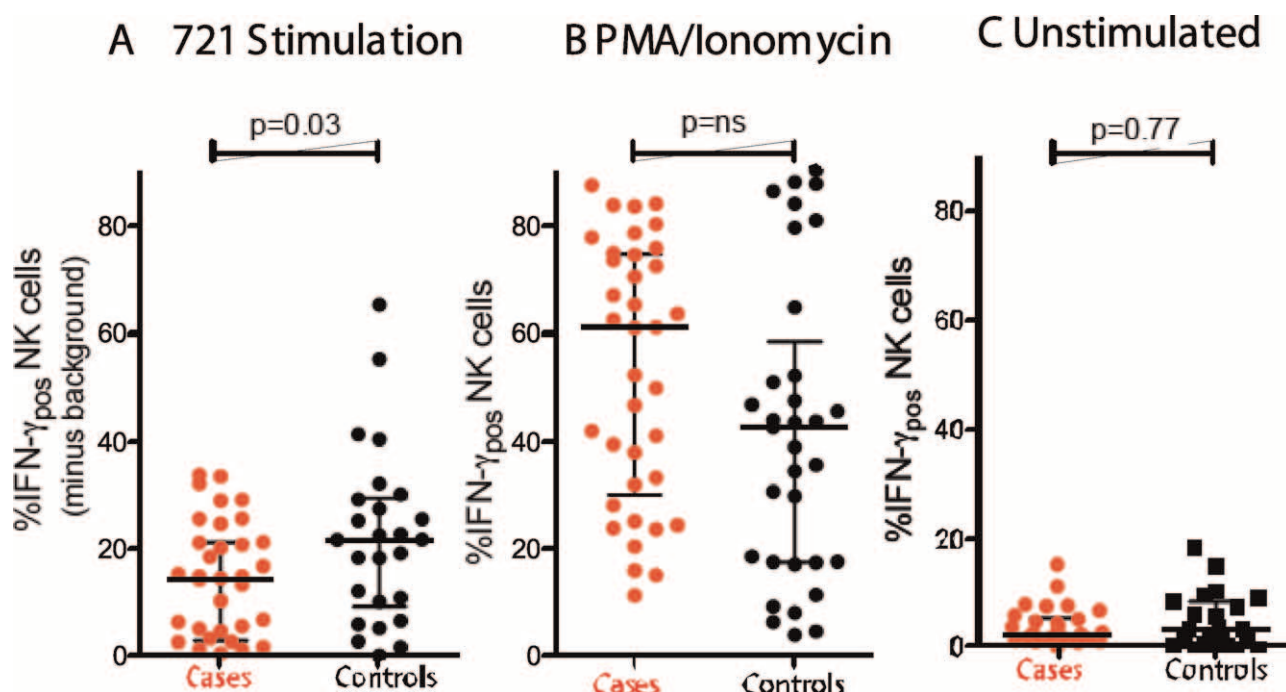 A 721 Stimulation
p=0.03
%IFN-γpos NK cells
(minus background)
80
60
40
20
0
Cases Controls
B PMA/Ionomycin
p=ns
%IFN-γpos NK cells
80
60
40
20
0
Cases Controls
C Unstimulated
p=0.77
%IFN-γpos NK cells
80
60
40
20
0
Cases Controls